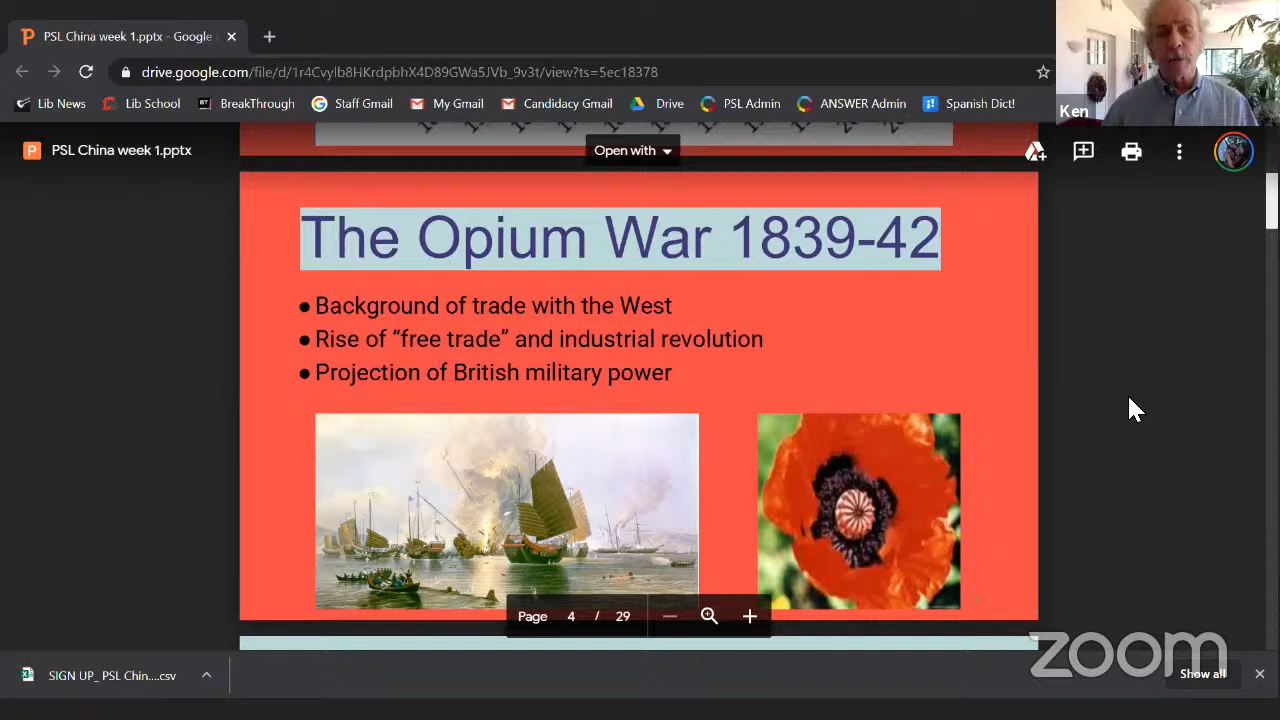 PSL China week 1.pptx - Google
drive.google.com/file/d/1r4Cvylb8HKrdpbhX4D89GWa5JVb_9v3t/view?ts=5ec18378
Lib News Lib School BreakThrough Staff Gmail My Gmail Candidacy Gmail Drive PSL Admin ANSWER Admin Spanish Dict!
Ken
PSL China week 1.pptx
Open with
The Opium War 1839-42
● Background of trade with the West
● Rise of “free trade” and industrial revolution
● Projection of British military power
Page 4 / 29
zoom
SIGN UP_ PSL Chin....csv
Show all